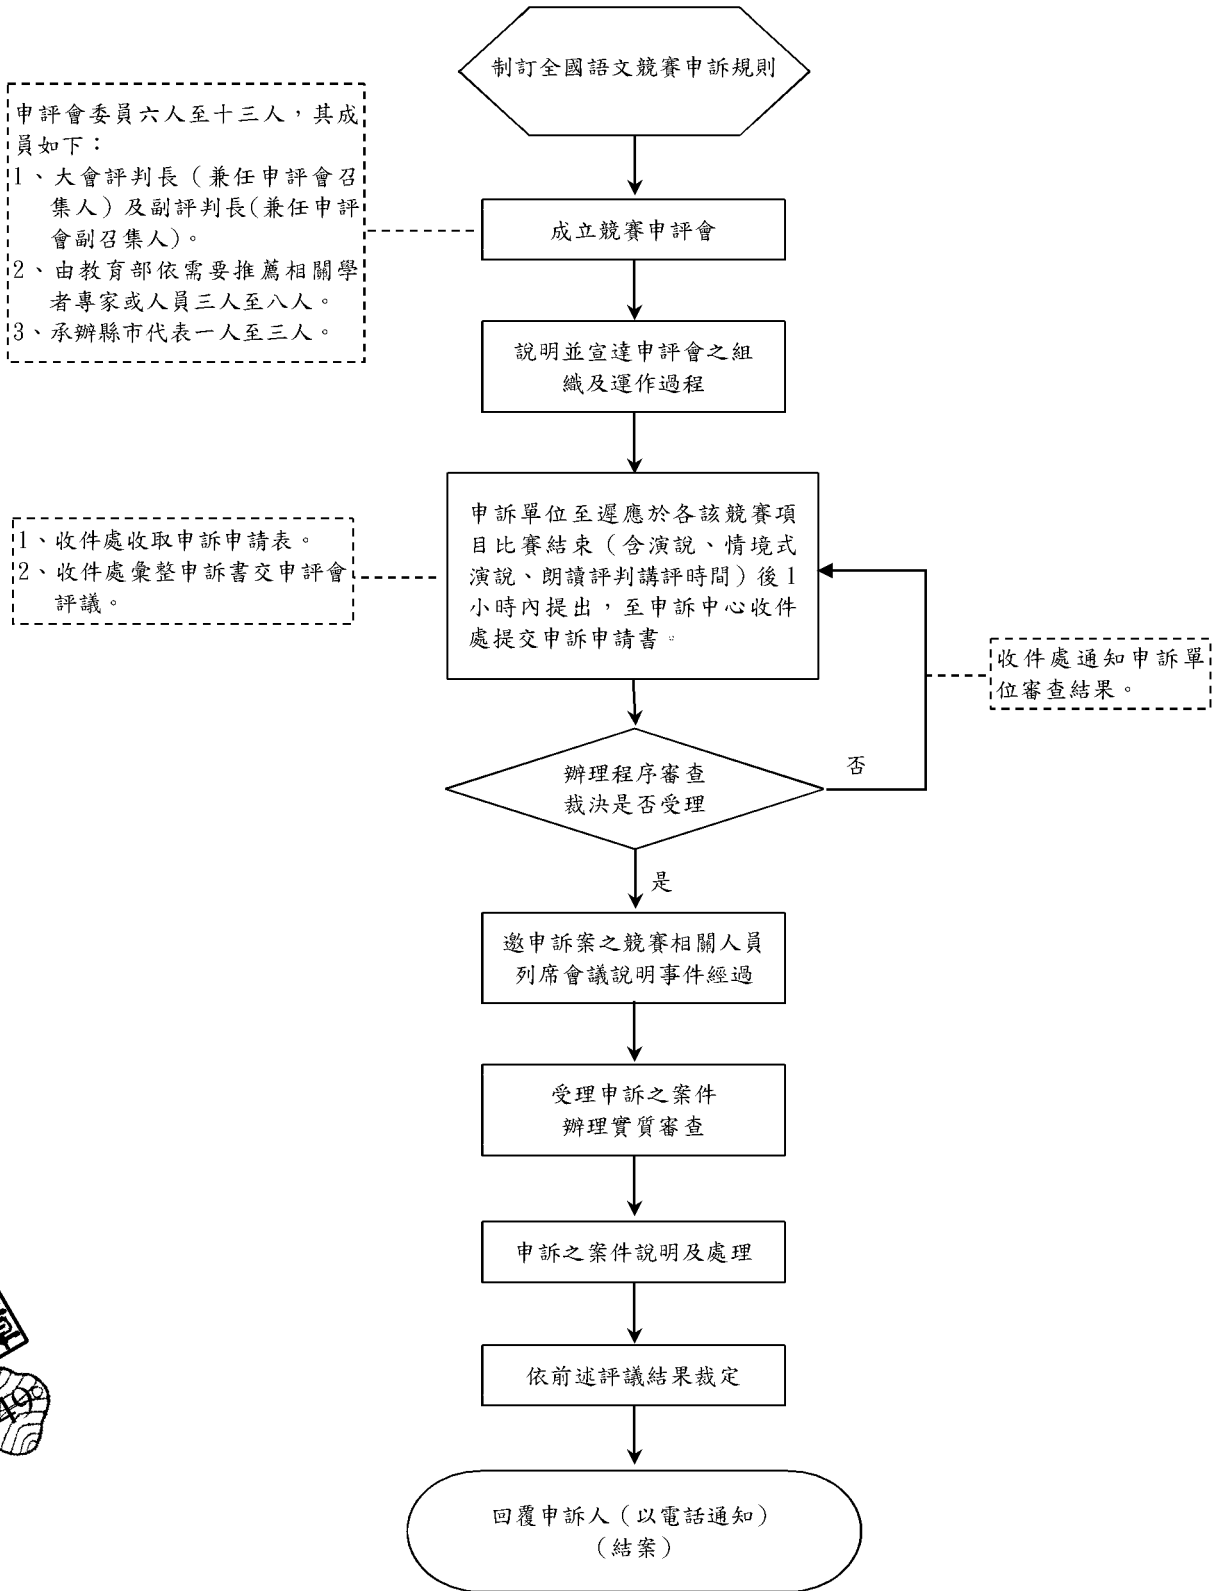 制訂全國語文競賽申訴規則
申評會委員六人至十三人，其成
員如下：
1、大會評判長（兼任申評會召
集人）及副評判長(兼任申評
會副召集人)。
2、由教育部依需要推薦相關學
者專家或人員三人至八人。
3、承辦縣市代表一人至三人。
成立競賽申評會
說明並宣達申評會之組
織及運作過程
申訴單位至遲應於各該競賽項
目比賽結束（含演說、情境式
演說、朗讀評判講評時間）後1
小時內提出，至申訴中心收件
處提交申訴申請書。
1、收件處收取申訴申請表。
2、收件處彙整申訴書交申評會
評議。
收件處通知申訴單
位審查結果。
辦理程序審查
裁決是否受理
否
是
邀申訴案之競賽相關人員
列席會議說明事件經過
受理申訴之案件
辦理實質審查
申訴之案件說明及處理
依前述評議結果裁定
回覆申訴人（以電話通知）
（結案）